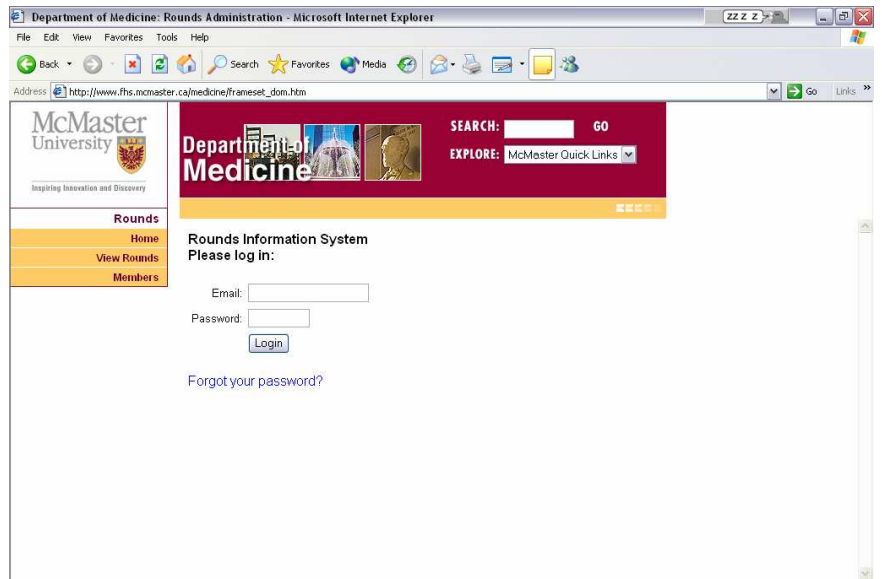 Department of Medicine: Rounds Administration - Microsoft Internet Explorer
ZZ Z Z
File Edit View Favorites Tools Help
Back Search Favorites Media
Address http://www.fhs.mcmaster.ca/medicine/frameset_dom.htm Go Links »
McMaster
University
Inspiring Innovation and Discovery
Department of
Medicine
SEARCH: GO
EXPLORE: McMaster Quick Links
Rounds
Home
View Rounds
Members
Rounds Information System
Please log in:
Email:
Password:
Login
Forgot your password?